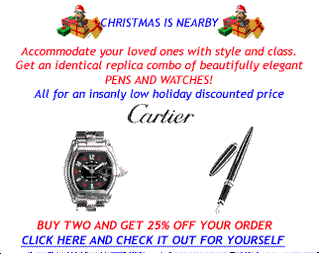 CHRISTMAS IS NEARBY
Accommodate your loved ones with style and class.
Get an identical replica combo of beautifully elegant
PENS AND WATCHES!
All for an insanly low holiday discounted price
Cartier
BUY TWO AND GET 25% OFF YOUR ORDER
CLICK HERE AND CHECK IT OUT FOR YOURSELF